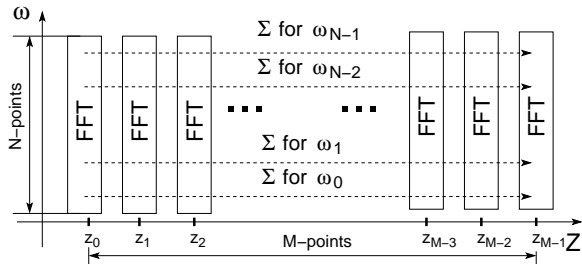 ω
Σ for ω_{N−1}
Σ for ω_{N−2}
N−points
FFT
FFT
FFT
▪▪▪
▪▪▪
FFT
FFT
FFT
Σ for ω_1
Σ for ω_0
z_0
z_1
z_2
M−points
z_{M−3}
z_{M−2}
z_{M−1}
Z